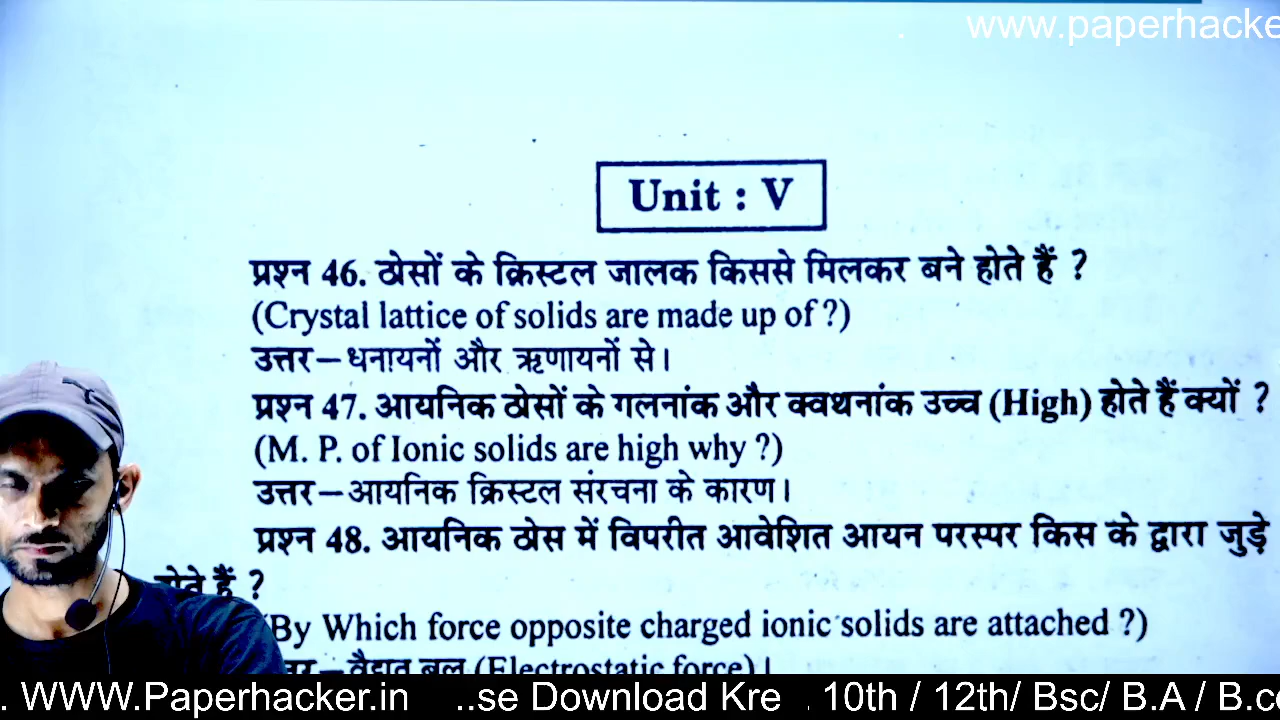 www.paperhacke
Unit : V
प्रश्न 46. ठोसों के क्रिस्टल जालक किससे मिलकर बने होते हैं ?
(Crystal lattice of solids are made up of ?)
उत्तर–धनायनों और ऋणायनों से।
प्रश्न 47. आयनिक ठोसों के गलनांक और क्वथनांक उच्च (High) होते हैं क्यों ?
(M. P. of Ionic solids are high why ?)
उत्तर–आयनिक क्रिस्टल संरचना के कारण।
प्रश्न 48. आयनिक ठोस में विपरीत आवेशित आयन परस्पर किस के द्वारा जुड़े
होते हैं ?
(By Which force opposite charged ionic solids are attached ?)
वैद्युत बल (Electrostatic force)।
. WWW.Paperhacker.in ..se Download Kre . 10th / 12th/ Bsc/ B.A / B.c